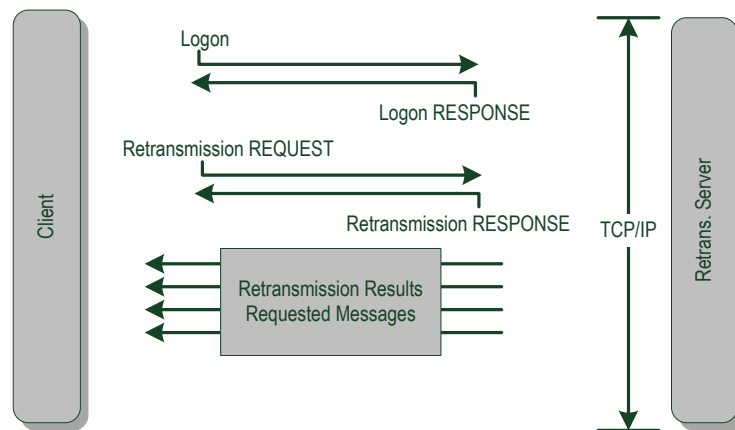 Logon
Logon RESPONSE
Retransmission REQUEST
Retransmission RESPONSE
Client
TCP/IP
Retrans. Server
Retransmission Results
Requested Messages